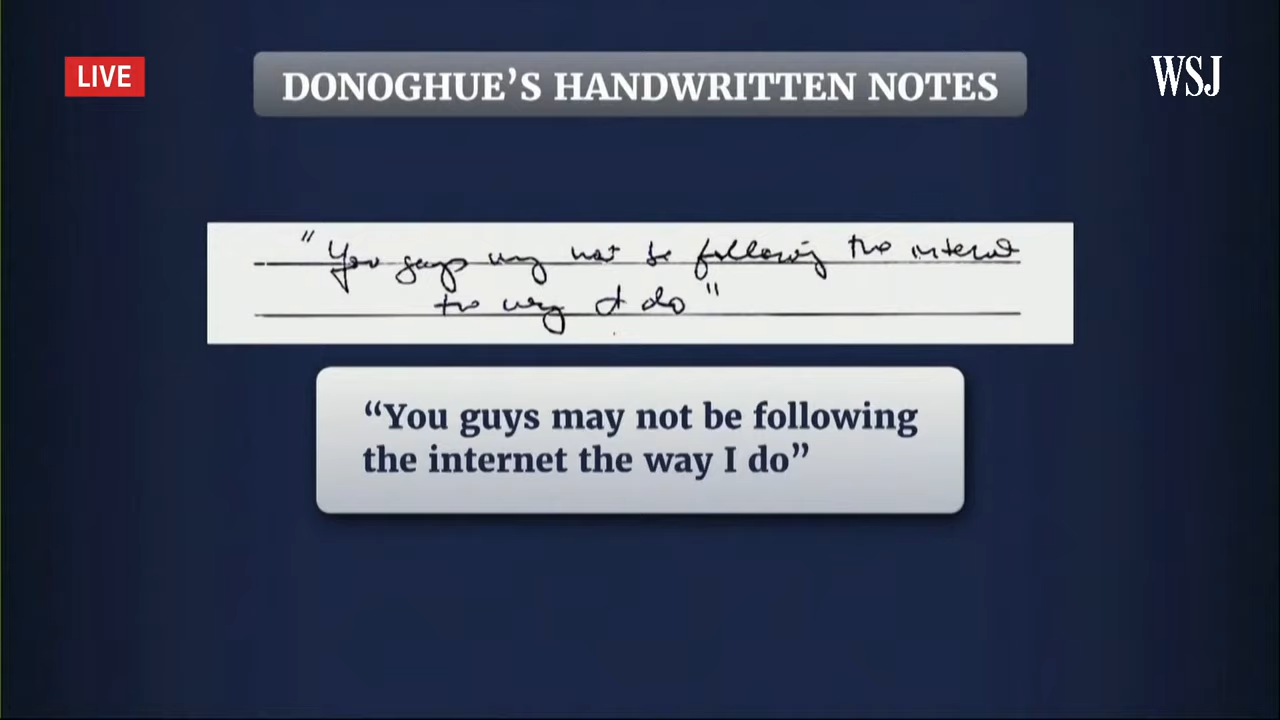 LIVE
DONOGHUE’S HANDWRITTEN NOTES
WSJ
"You guys may not be following the internet
the way I do"
“You guys may not be following
the internet the way I do”